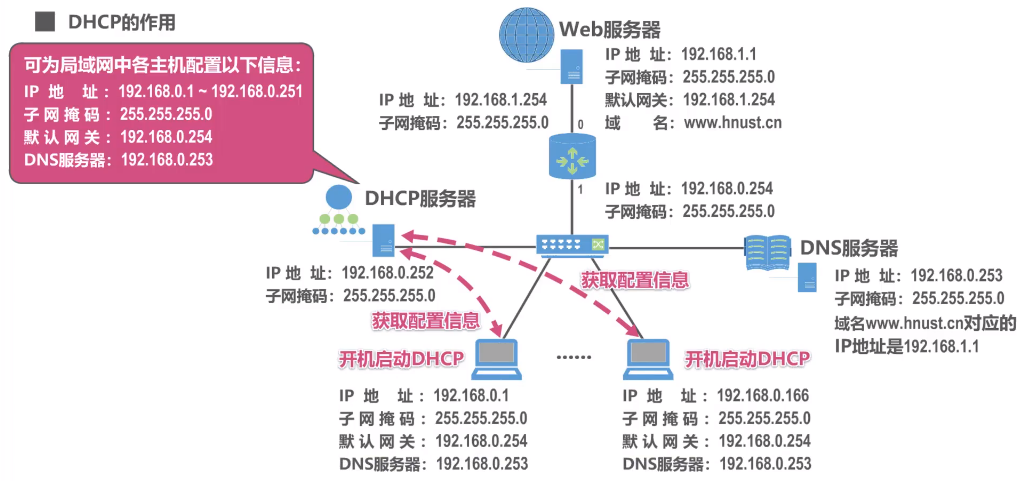 DHCP的作用
可为局域网中各主机配置以下信息：
IP 地 址：192.168.0.1 ~ 192.168.0.251
子网掩码：255.255.255.0
默认网关：192.168.0.254
DNS服务器：192.168.0.253
Web服务器
IP 地 址：192.168.1.1
子网掩码：255.255.255.0
默认网关：192.168.1.254
域 名：www.hnust.cn
IP 地 址：192.168.1.254
子网掩码：255.255.255.0
0
1
IP 地 址：192.168.0.254
子网掩码：255.255.255.0
DHCP服务器
IP 地 址：192.168.0.252
子网掩码：255.255.255.0
DNS服务器
IP 地 址：192.168.0.253
子网掩码：255.255.255.0
域名www.hnust.cn对应的
IP地址是192.168.1.1
获取配置信息
获取配置信息
开机启动DHCP
IP 地 址：192.168.0.1
子网掩码：255.255.255.0
默认网关：192.168.0.254
DNS服务器：192.168.0.253
······
开机启动DHCP
IP 地 址：192.168.0.166
子网掩码：255.255.255.0
默认网关：192.168.0.254
DNS服务器：192.168.0.253